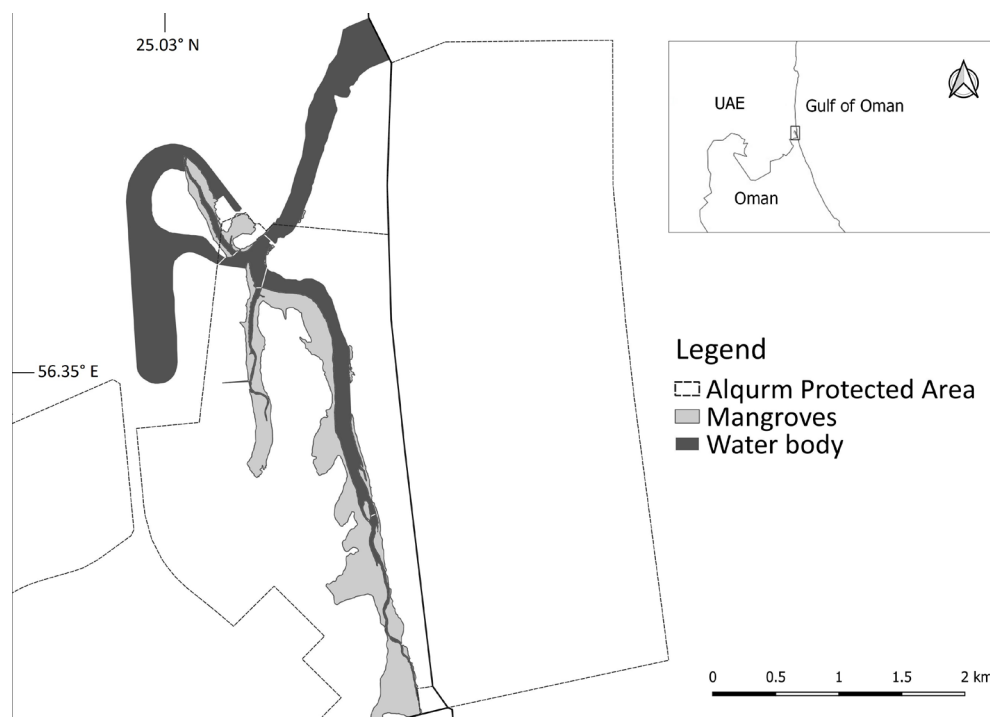 25.03° N
UAE
Gulf of Oman
Oman
56.35° E
Legend
Alqurm Protected Area
Mangroves
Water body
0 0.5 1 1.5 2 km